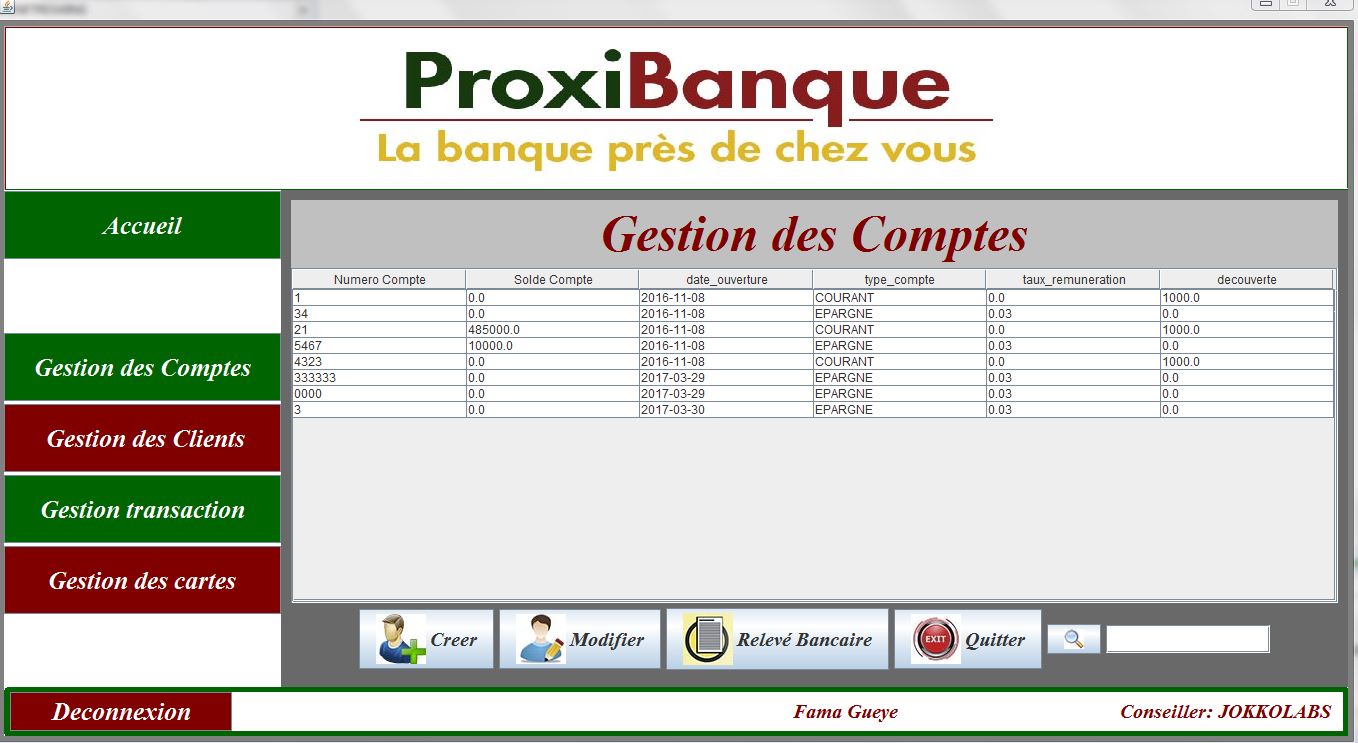 ProxiBanque
La banque près de chez vous
Accueil
Gestion des Comptes
Gestion des Clients
Gestion transaction
Gestion des cartes
Gestion des Comptes
Numero Compte Solde Compte date_ouverture type_compte taux_remuneration decouverte
1 0.0 2016-11-08 COURANT 0.0 1000.0
34 0.0 2016-11-08 EPARGNE 0.03 0.0
21 485000.0 2016-11-08 COURANT 0.0 1000.0
5467 10000.0 2016-11-08 EPARGNE 0.03 0.0
4323 0.0 2016-11-08 COURANT 0.0 1000.0
333333 0.0 2017-03-29 EPARGNE 0.03 0.0
0000 0.0 2017-03-29 EPARGNE 0.03 0.0
3 0.0 2017-03-30 EPARGNE 0.03 0.0
Creer Modifier Relevé Bancaire EXIT Quitter
Deconnexion Fama Gueye Conseiller: JOKKOLABS